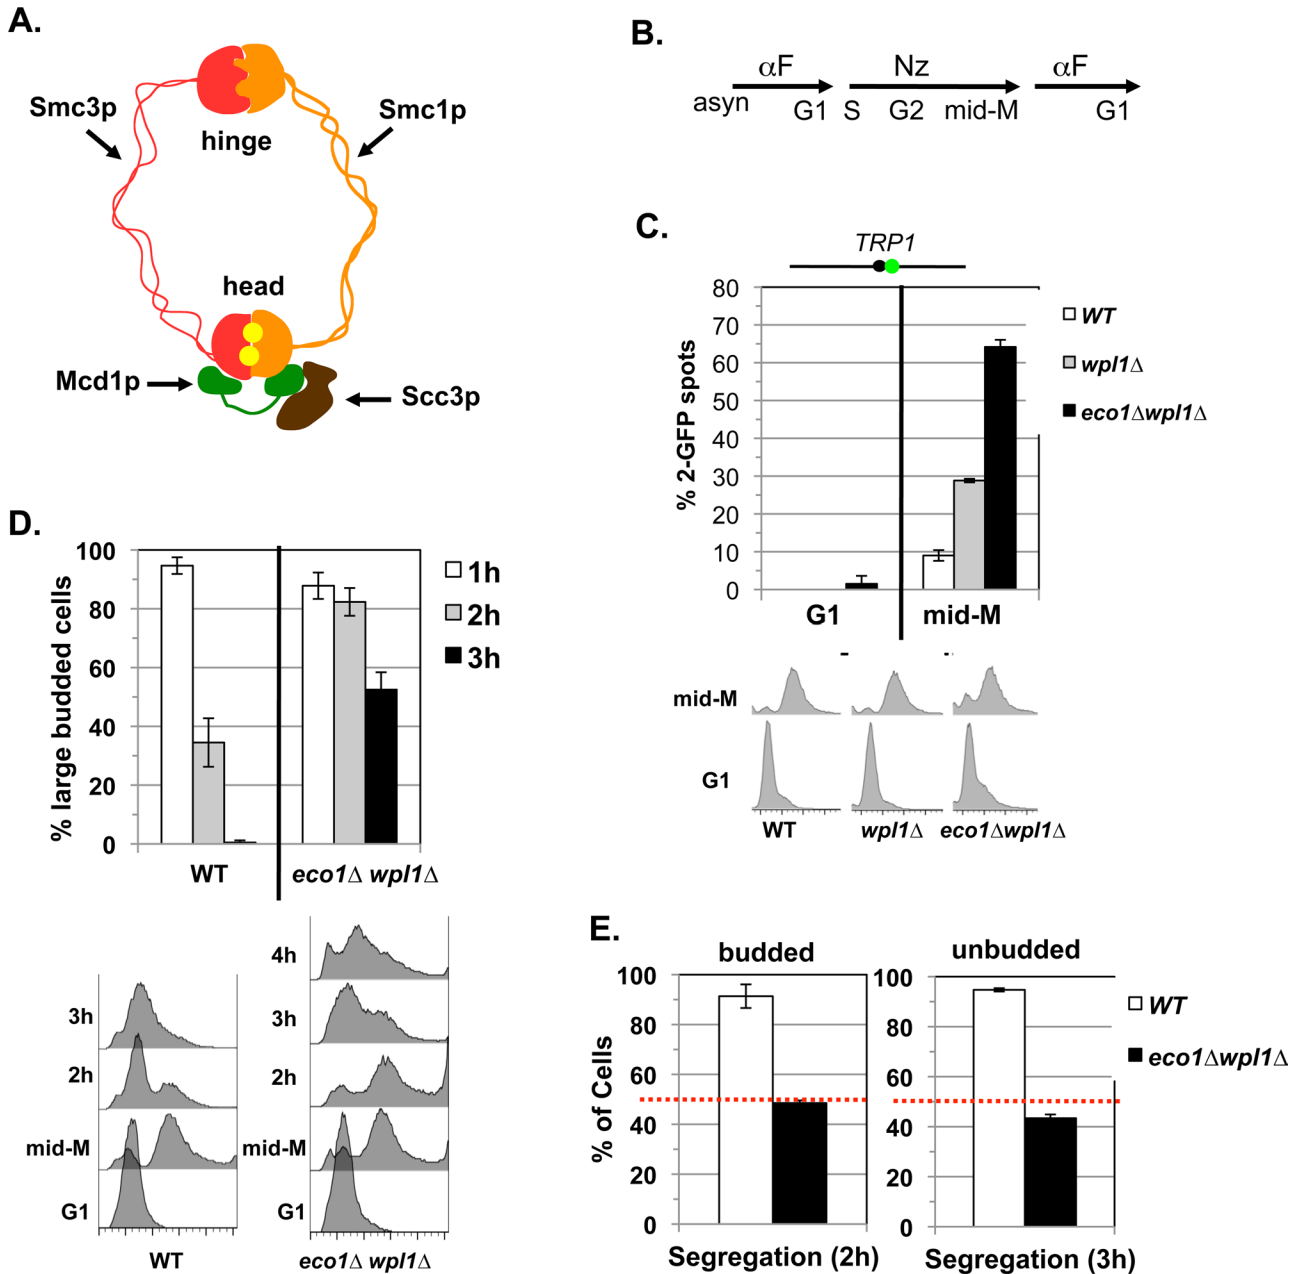 A.
Smc3p
Smc1p
hinge
head
Mcd1p
Scc3p
B.
αF Nz αF
asyn G1 S G2 mid-M G1
C.
TRP1
80
70
60
50
40
30
20
10
0
% 2-GFP spots
G1 mid-M
WT
wpl1Δ
eco1Δwpl1Δ
mid-M
G1
WT wpl1Δ eco1Δwpl1Δ
D.
100
80
60
40
20
0
% large budded cells
WT eco1Δ wpl1Δ
1h
2h
3h
3h
2h
mid-M
G1
WT
4h
3h
2h
mid-M
G1
eco1Δ wpl1Δ
E.
budded
100
80
60
40
20
0
% of Cells
Segregation (2h)
unbudded
100
80
60
40
20
0
Segregation (3h)
WT
eco1Δwpl1Δ